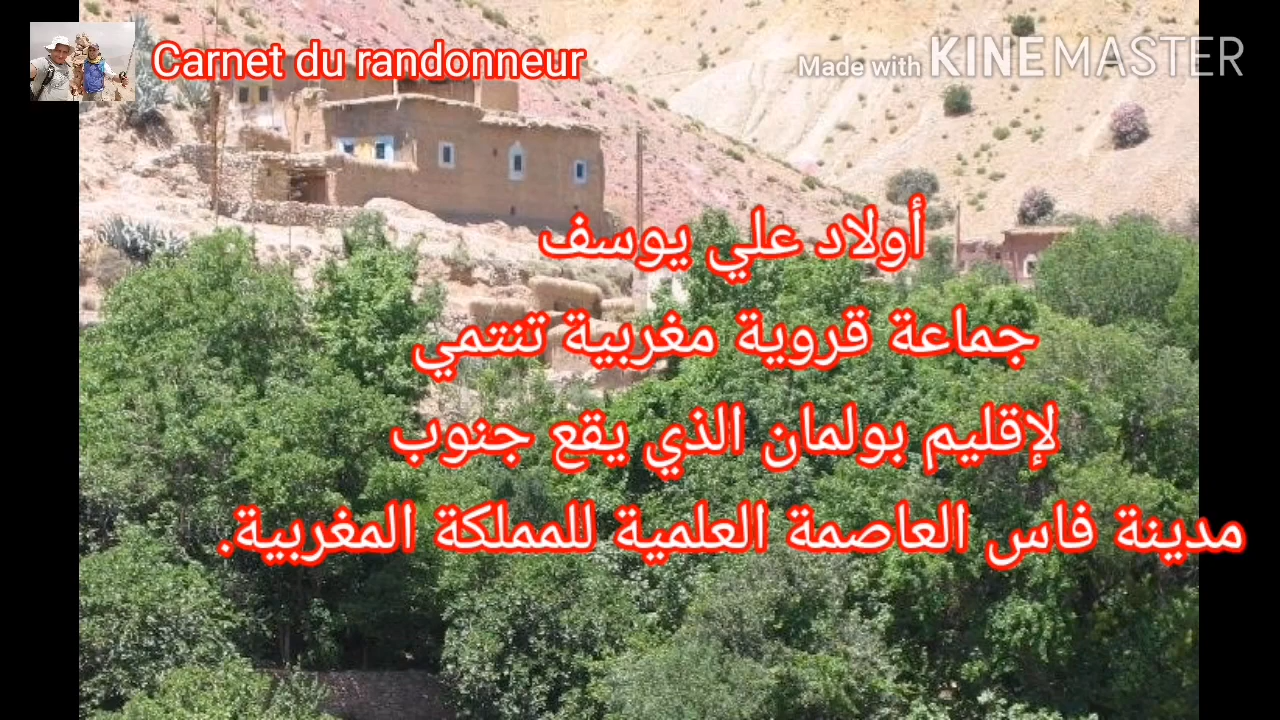 Carnet du randonneur
Made with KINEMASTER
أولاد علي يوسف
جماعة قروية مغربية تنتمي
لإقليم بولمان الذي يقع جنوب
مدينة فاس العاصمة العلمية للمملكة المغربية.